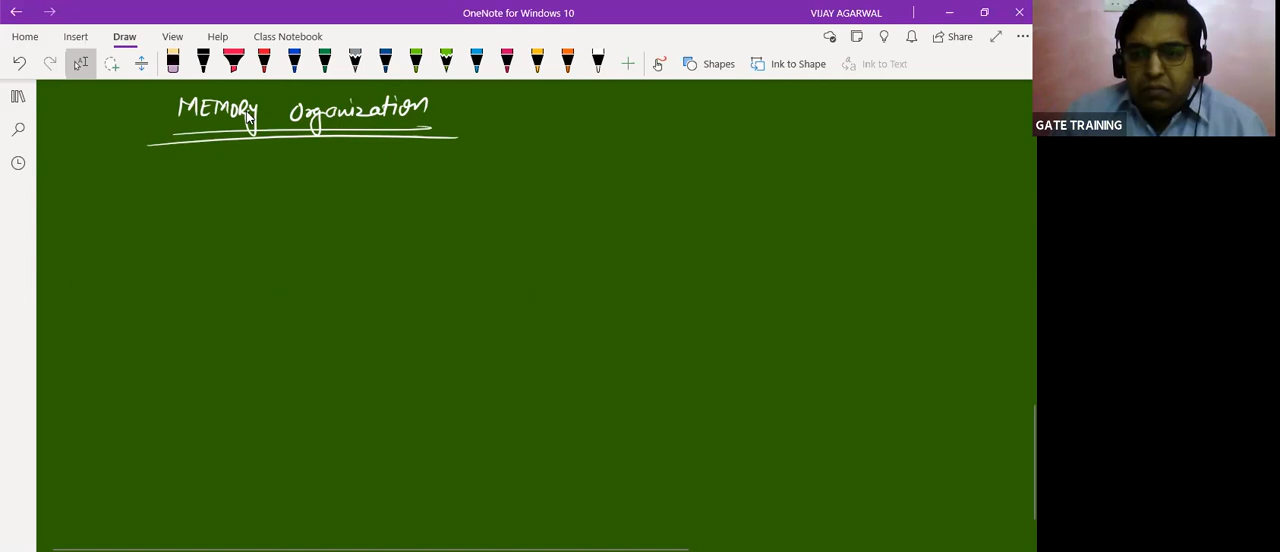 OneNote for Windows 10
VIJAY AGARWAL
Home Insert Draw View Help Class Notebook
Share
Shapes Ink to Shape Ink to Text
GATE TRAINING
MEMORY Organization